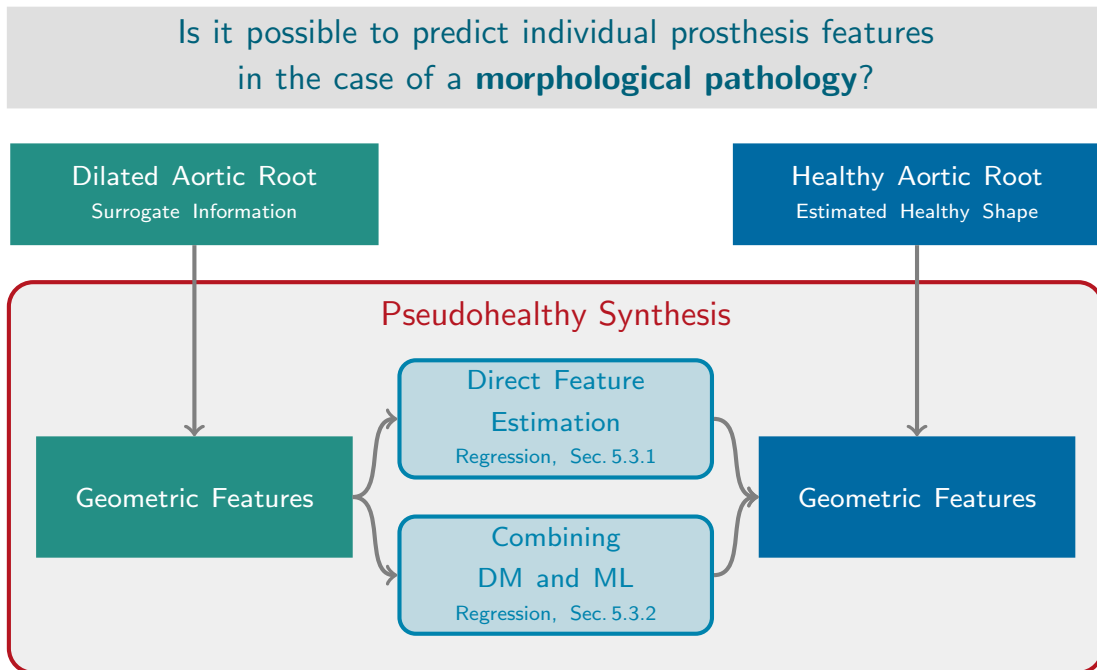 Is it possible to predict individual prosthesis features
in the case of a morphological pathology?
Dilated Aortic Root
Surrogate Information
Healthy Aortic Root
Estimated Healthy Shape
Pseudohealthy Synthesis
Geometric Features
Direct Feature
Estimation
Regression, Sec. 5.3.1
Combining
DM and ML
Regression, Sec. 5.3.2
Geometric Features